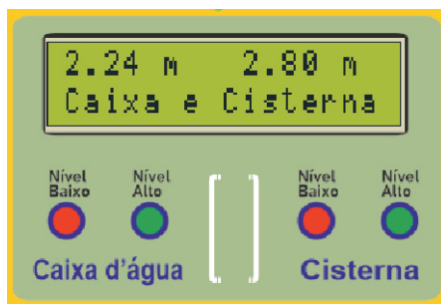 2.24 m 2.80 m
Caixa e Cisterna
Nível Baixo
Nível Alto
Nível Baixo
Nível Alto
Caixa d'água
Cisterna